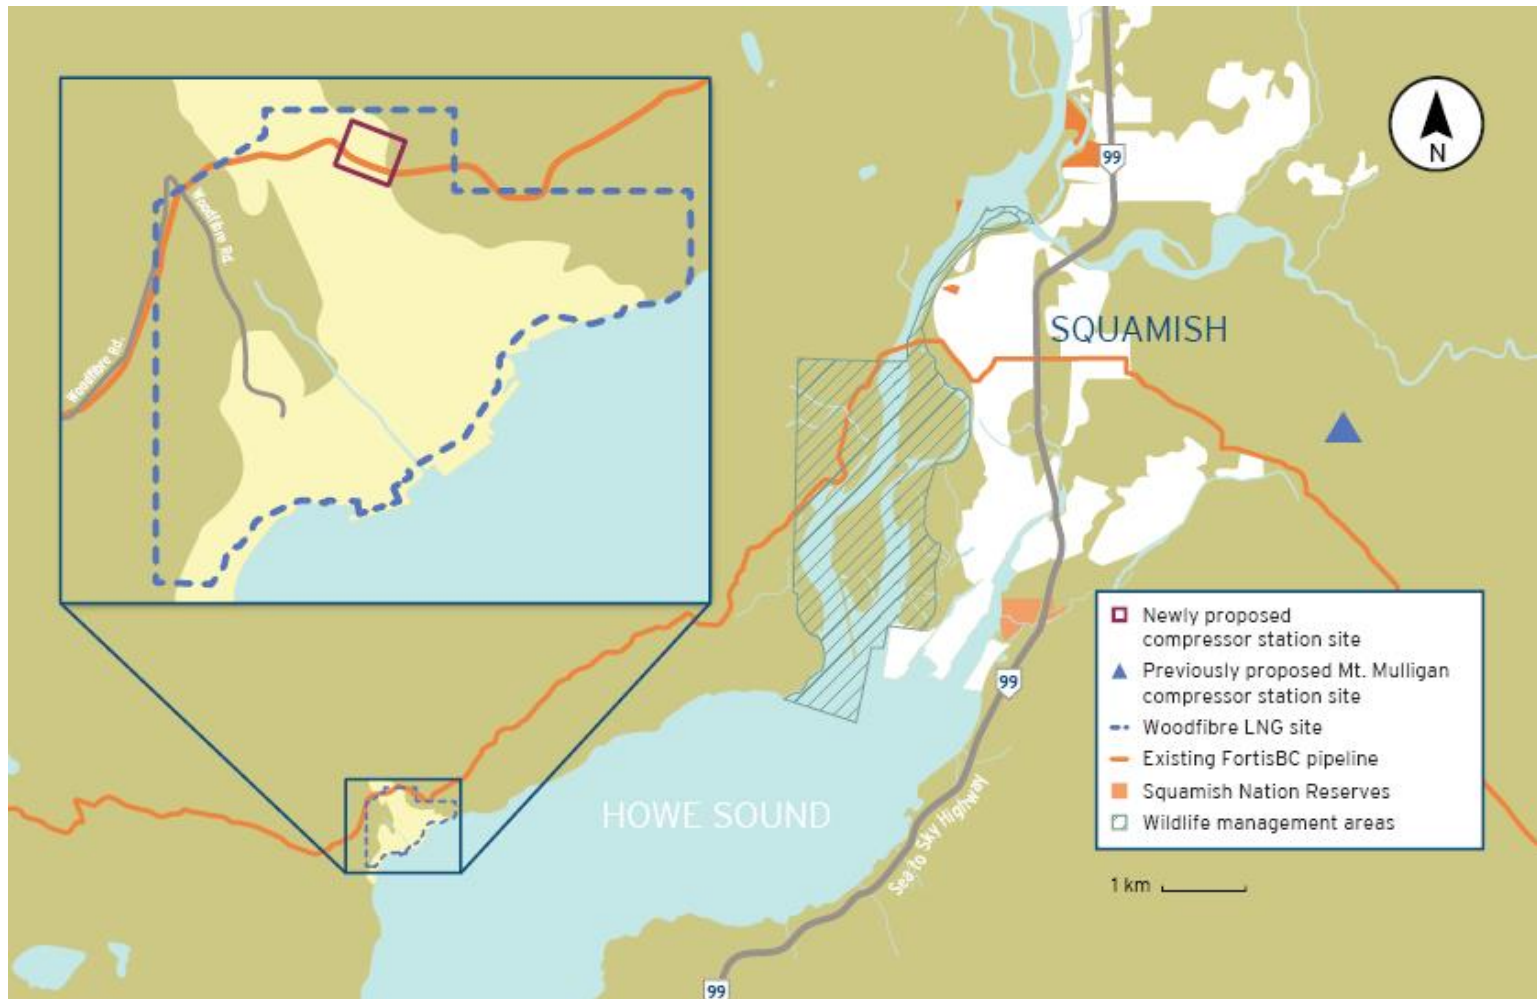 N
99
Woodfibre Rd.
Woodfibre Rd.
SQUAMISH
Newly proposed
compressor station site
Previously proposed Mt. Mulligan
compressor station site
Woodfibre LNG site
Existing FortisBC pipeline
Squamish Nation Reserves
Wildlife management areas
99
HOWE SOUND
Sea to Sky Highway
1 km
99